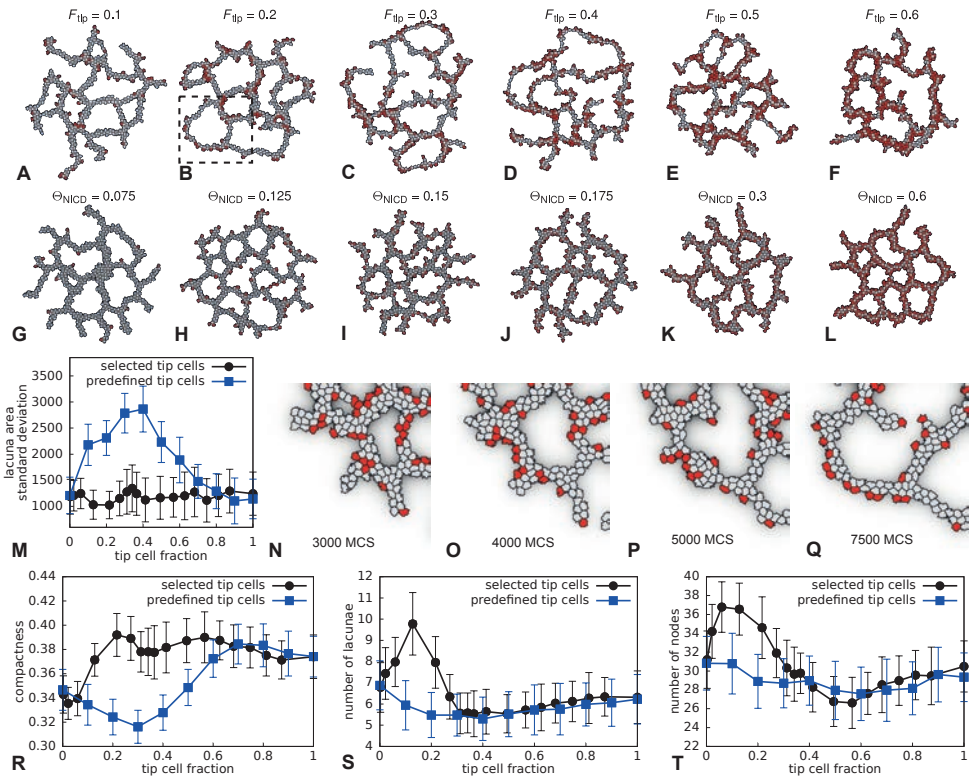 F_tip = 0.1
F_tip = 0.2
F_tip = 0.3
F_tip = 0.4
F_tip = 0.5
F_tip = 0.6
A
B
C
D
E
F
Θ_NICD = 0.075
Θ_NICD = 0.125
Θ_NICD = 0.15
Θ_NICD = 0.175
Θ_NICD = 0.3
Θ_NICD = 0.6
G
H
I
J
K
L
selected tip cells
predefined tip cells
lacuna area
standard deviation
3500
3000
2500
2000
1500
1000
0 0.2 0.4 0.6 0.8 1
tip cell fraction
M
N
3000 MCS
O
4000 MCS
P
5000 MCS
Q
7500 MCS
selected tip cells
predefined tip cells
compactness
0.44
0.42
0.40
0.38
0.36
0.34
0.32
0.30
0 0.2 0.4 0.6 0.8 1
tip cell fraction
R
selected tip cells
predefined tip cells
number of lacunae
12
11
10
9
8
7
6
5
4
0 0.2 0.4 0.6 0.8 1
tip cell fraction
S
selected tip cells
predefined tip cells
number of nodes
40
38
36
34
32
30
28
26
24
22
0 0.2 0.4 0.6 0.8 1
tip cell fraction
T